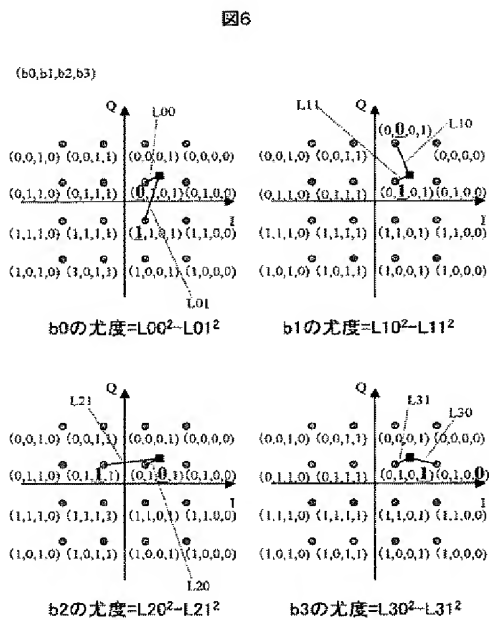 図6
(b0,b1,b2,b3)
Q L00
(0,0,1,0) (0,0,1,1) (0,0,0,1) (0,0,0,0)
(0,1,1,0) (0,1,1,1) (0,1,0,1) (0,1,0,0)
I
(1,1,1,0) (1,1,1,1) (1,1,0,1) (1,1,0,0)
(1,0,1,0) (1,0,1,1) (1,0,0,1) (1,0,0,0)
L01
b0の尤度=L00²-L01²
L11 Q (0,0,0,1) L10
(0,0,1,0) (0,0,1,1) (0,0,0,0)
(0,1,1,0) (0,1,1,1) (0,1,0,1) (0,1,0,0)
I
(1,1,1,0) (1,1,1,1) (1,1,0,1) (1,1,0,0)
(1,0,1,0) (1,0,1,1) (1,0,0,1) (1,0,0,0)
b1の尤度=L10²-L11²
L21 Q
(0,0,1,0) (0,0,1,1) (0,0,0,1) (0,0,0,0)
(0,1,1,0) (0,1,1,1) (0,1,0,1) (0,1,0,0)
I
(1,1,1,0) (1,1,1,1) (1,1,0,1) (1,1,0,0)
(1,0,1,0) (1,0,1,1) (1,0,0,1) (1,0,0,0)
L20
b2の尤度=L20²-L21²
Q L31 L30
(0,0,1,0) (0,0,1,1) (0,0,0,1) (0,0,0,0)
(0,1,1,0) (0,1,1,1) (0,1,0,1) (0,1,0,0)
I
(1,1,1,0) (1,1,1,1) (1,1,0,1) (1,1,0,0)
(1,0,1,0) (1,0,1,1) (1,0,0,1) (1,0,0,0)
b3の尤度=L30²-L31²